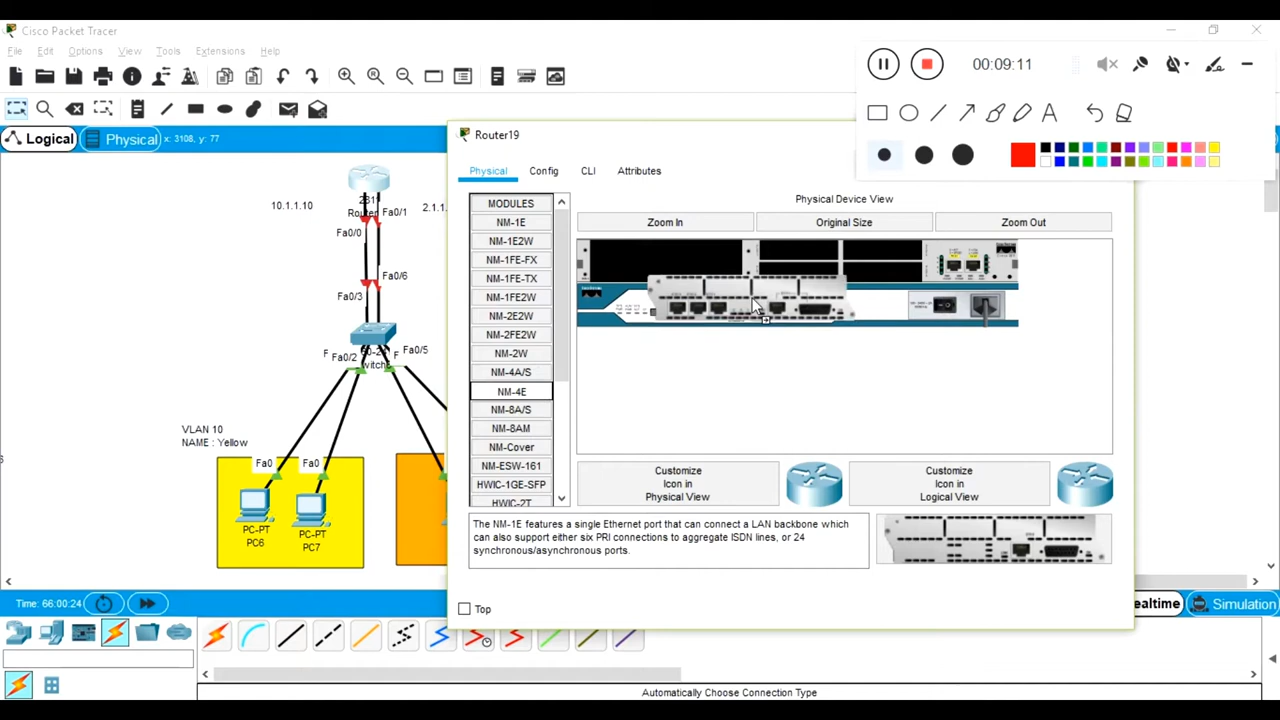 Cisco Packet Tracer
File Edit Options View Tools Extensions Help
00:09:11
A
Logical
Physical
x: 3108, y: 77
Router19
Physical Config CLI Attributes
MODULES
NM-1E
NM-1E2W
NM-1FE-FX
NM-1FE-TX
NM-1FE2W
NM-2E2W
NM-2FE2W
NM-2W
NM-4A/S
NM-4E
NM-8A/S
NM-8AM
NM-Cover
NM-ESW-161
HWIC-1GE-SFP
HWIC-2T
Physical Device View
Zoom In
Original Size
Zoom Out
Customize
Icon in
Physical View
Customize
Icon in
Logical View
The NM-1E features a single Ethernet port that can connect a LAN backbone which
can also support either six PRI connections to aggregate ISDN lines, or 24
synchronous/asynchronous ports.
Top
10.1.1.10
2.1.1.
Fa0/1
Fa0/0
Fa0/6
Fa0/3
Fa0/2
F
Fa0/5
VLAN 10
NAME : Yellow
Fa0
Fa0
PC-PT
PC6
PC-PT
PC7
Time: 66:00:24
ealtime
Simulation
Automatically Choose Connection Type